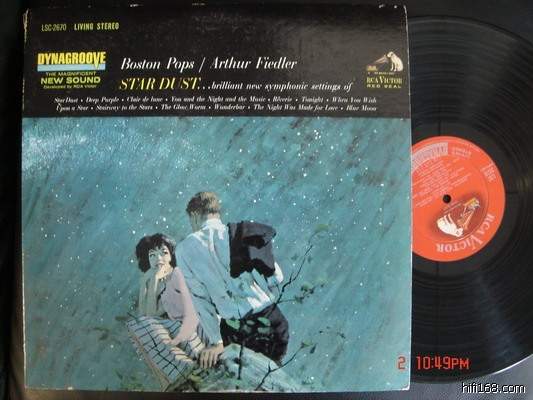 LSC-2670 LIVING STEREO
DYNAGROOVE
THE MAGNIFICENT
NEW SOUND
Developed by RCA Victor
Boston Pops / Arthur Fiedler
STAR DUST...brilliant new symphonic settings of
Star Dust • Deep Purple • Clair de lune • You and the Night and the Music • Rêverie • Tonight • When You Wish
Upon a Star • Stairway to the Stars • The Glow-Worm • Wunderbar • The Night Was Made for Love • Blue Moon
RCA VICTOR
RED SEAL
RCA VICTOR
2 10:49PM
hifi168.com